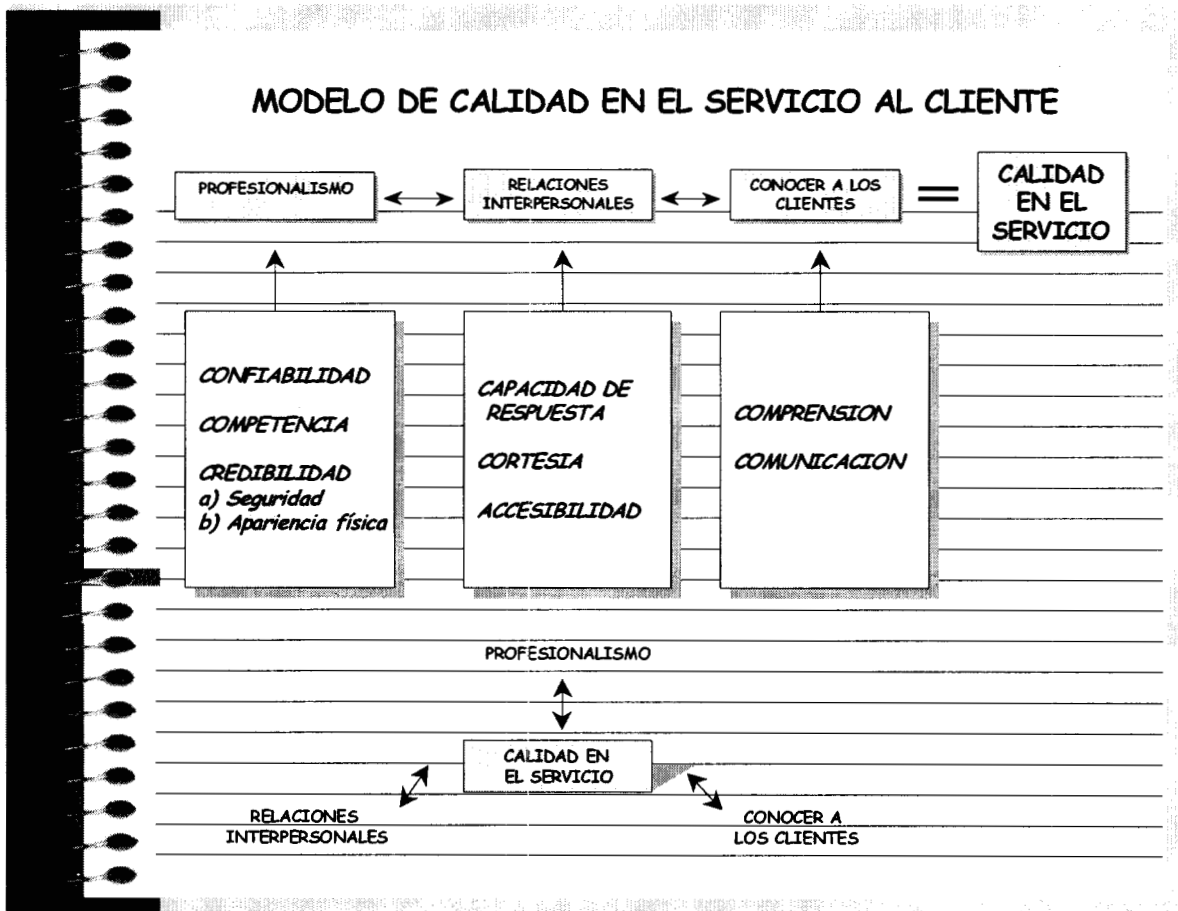 MODELO DE CALIDAD EN EL SERVICIO AL CLIENTE
PROFESIONALISMO
RELACIONES
INTERPERSONALES
CONOCER A LOS
CLIENTES
=
CALIDAD
EN EL
SERVICIO
CONFIABILIDAD
COMPETENCIA
CREDIBILIDAD
a) Seguridad
b) Apariencia física
CAPACIDAD DE
RESPUESTA
CORTESIA
ACCESIBILIDAD
COMPRENSION
COMUNICACION
PROFESIONALISMO
CALIDAD EN
EL SERVICIO
RELACIONES
INTERPERSONALES
CONOCER A
LOS CLIENTES